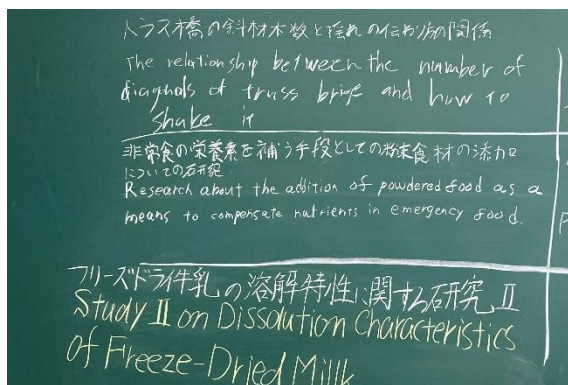 トラス橋の斜材本数と揺れの伝わり方の関係
The relationship between the number of
diagnols of truss brige and how to
shake it
非常食の栄養素を補う手段としての粉末食材の添加
についての研究
Research about the addition of powdered food as a
means to compensate nutrients in emergency food.
フリーズドライ牛乳の溶解特性に関する研究 Ⅱ
Study Ⅱ on Dissolution Characteristics
of Freeze-Dried Millk